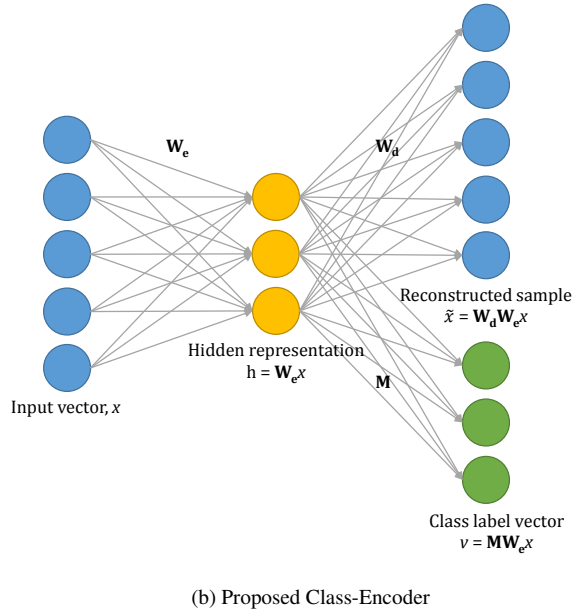 W_e
W_d
Reconstructed sample
x̃ = W_dW_ex
Hidden representation
h = W_ex
M
Input vector, x
Class label vector
v = MW_ex
(b) Proposed Class-Encoder